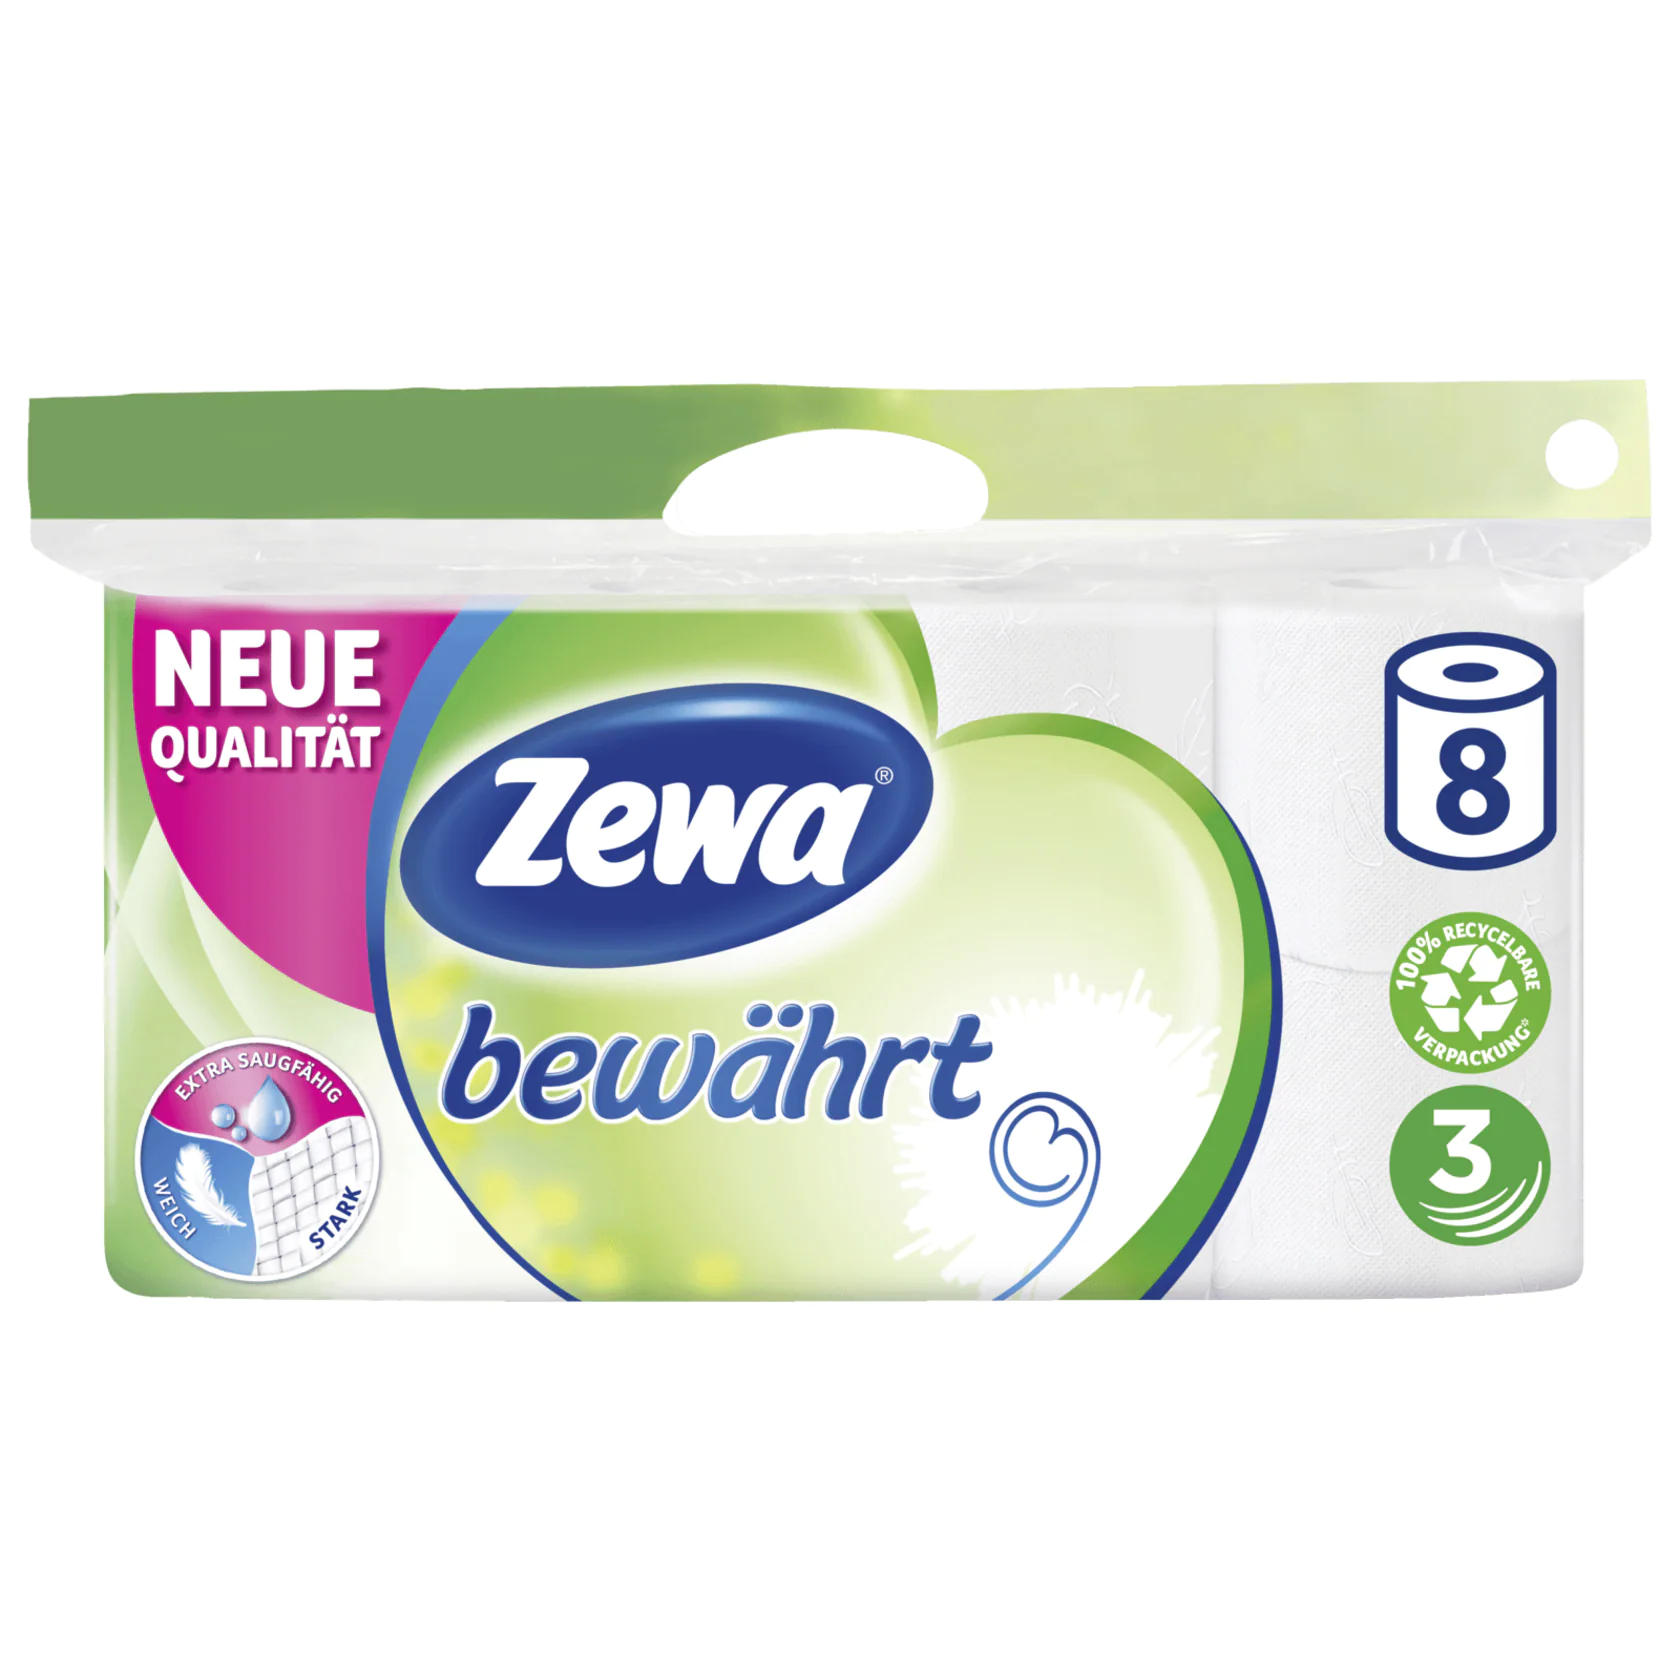 NEUE
QUALITÄT
Zewa®
bewährt
EXTRA SAUGFÄHIG
WEICH
STARK
8
100% RECYCELBARE
VERPACKUNG*
3